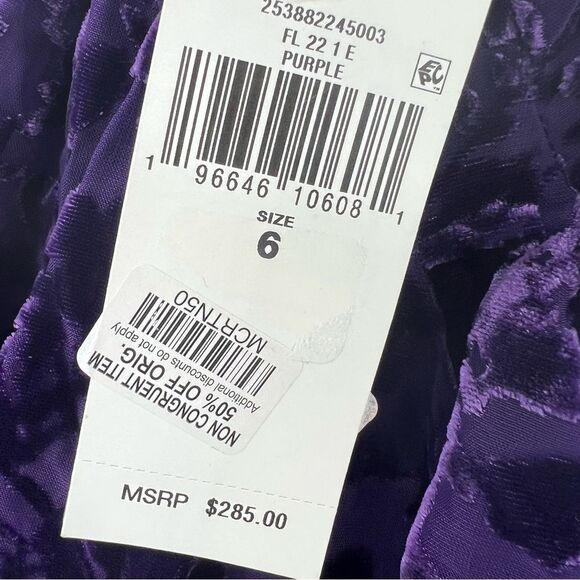 253882245003
FL 22 1 E
PURPLE
EPC™
1 96646 10608 1
SIZE
6
MCRTN50
Additional discounts do not apply
50% OFF ORIG.
NON CONGRUENT ITEM
MSRP $285.00